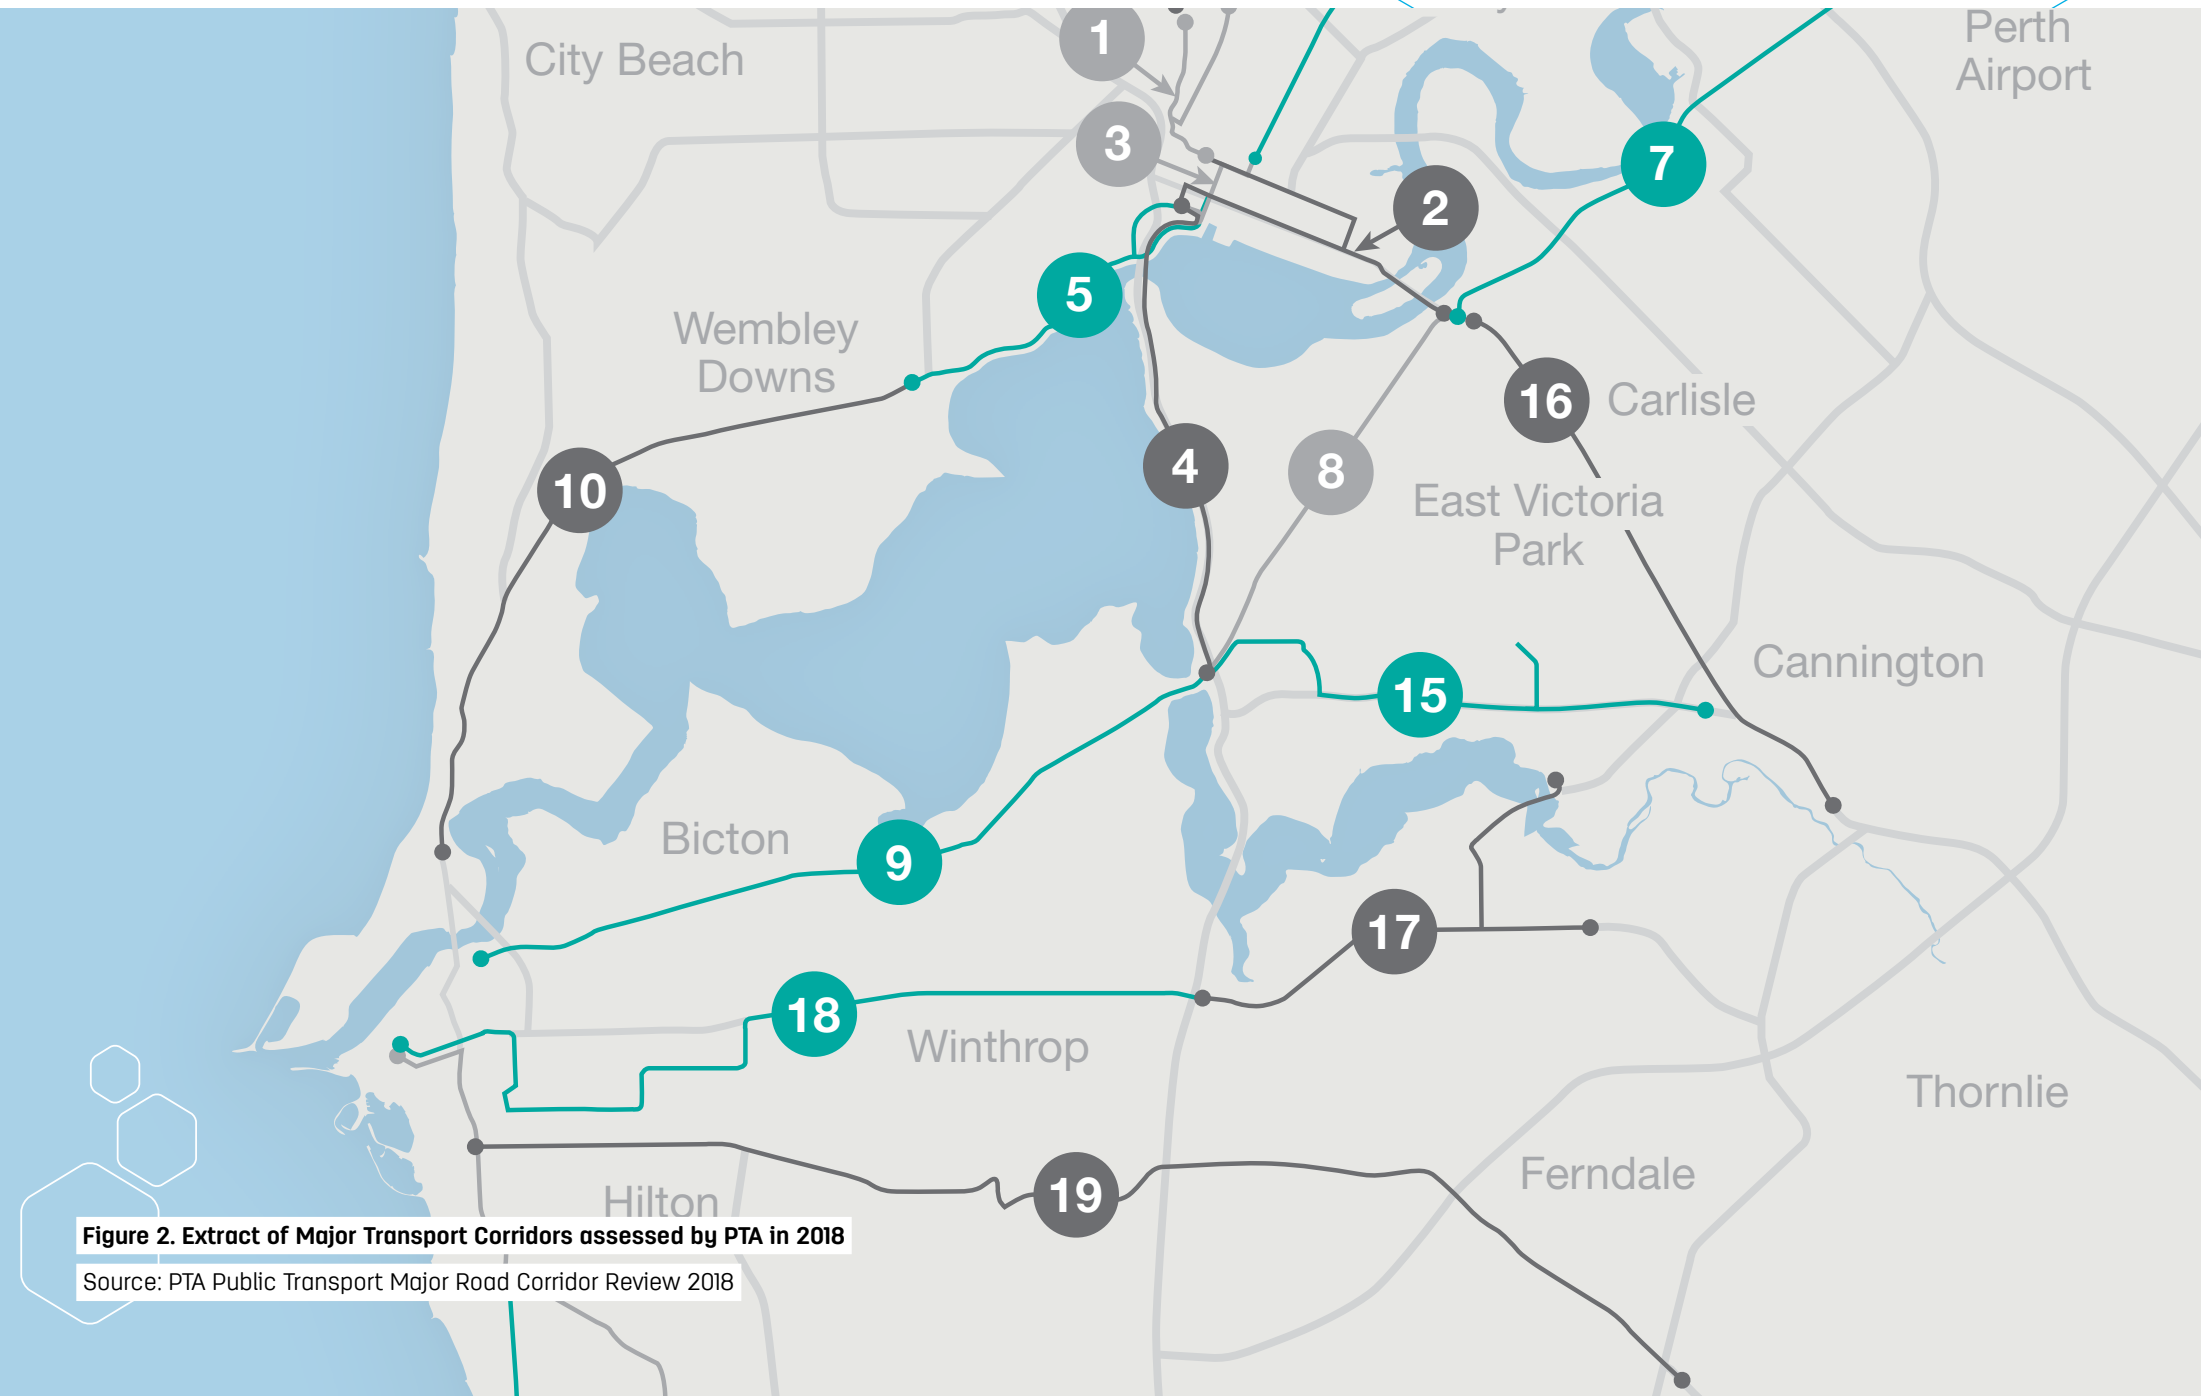 Perth
Airport
City Beach
1
3
7
2
5
Wembley
Downs
16
Carlisle
10
4
8
East Victoria
Park
15
Cannington
Bicton
9
17
18
Winthrop
Thornlie
Ferndale
19
Hilton
Figure 2. Extract of Major Transport Corridors assessed by PTA in 2018
Source: PTA Public Transport Major Road Corridor Review 2018